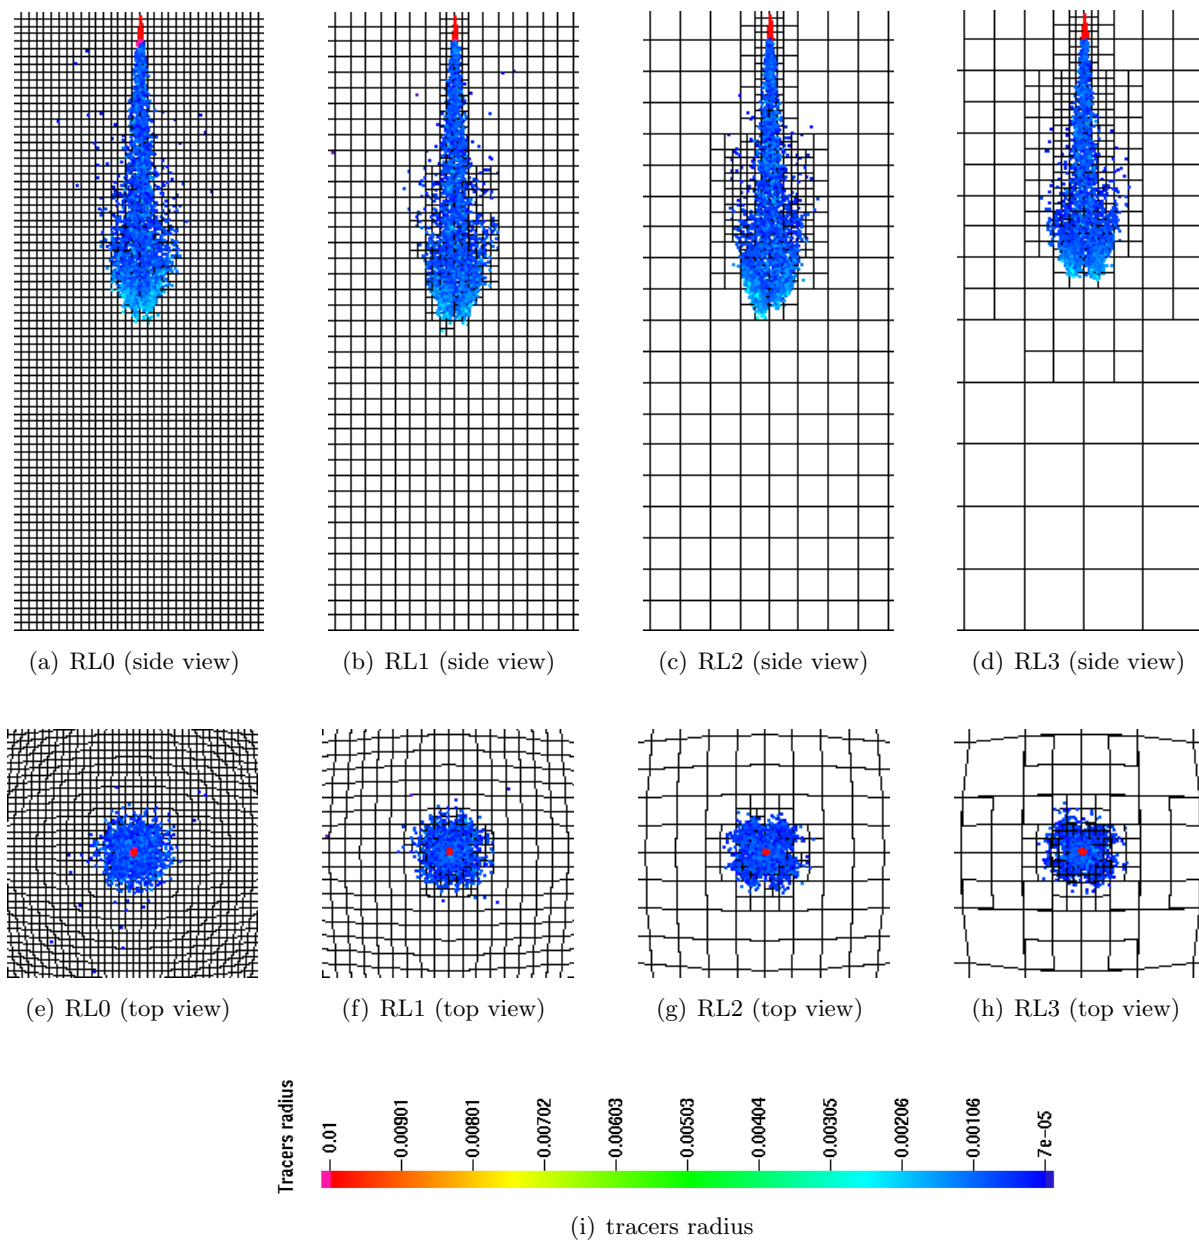 (a) RL0 (side view)
(b) RL1 (side view)
(c) RL2 (side view)
(d) RL3 (side view)
(e) RL0 (top view)
(f) RL1 (top view)
(g) RL2 (top view)
(h) RL3 (top view)
Tracers radius
0.01
0.00901
0.00801
0.00702
0.00603
0.00503
0.00404
0.00305
0.00206
0.00106
7e-05
(i) tracers radius